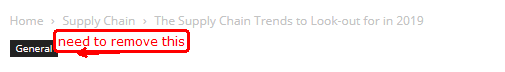 Home › Supply Chain › The Supply Chain Trends to Look-out for in 2019
General need to remove this